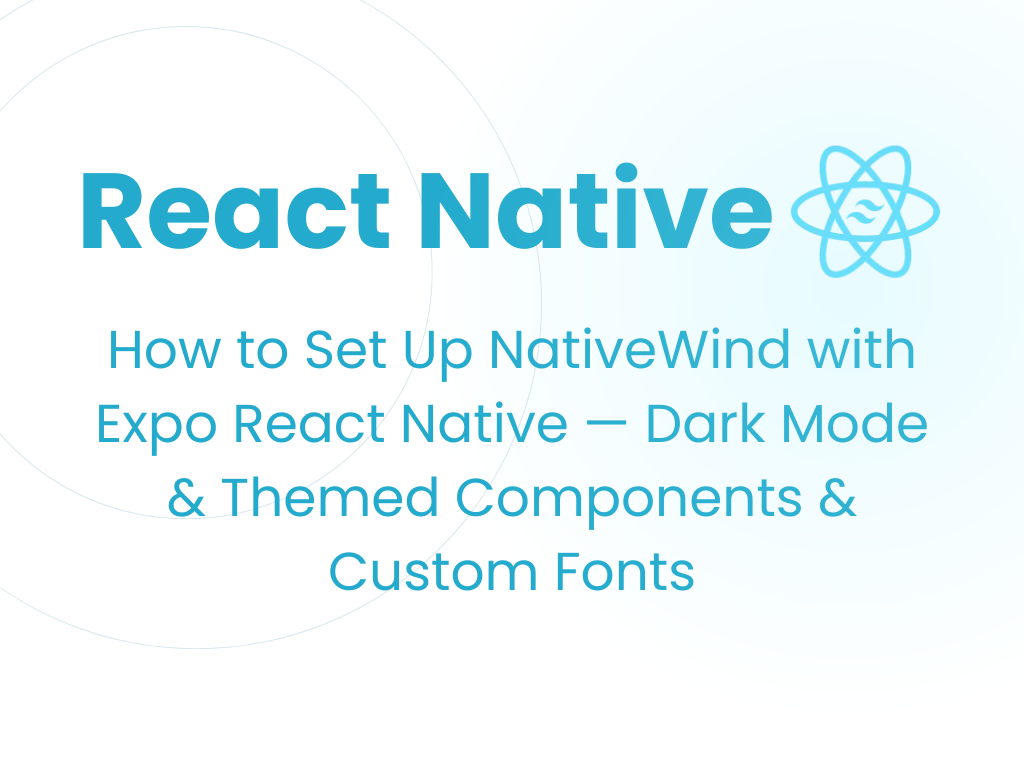 React Native
How to Set Up NativeWind with
Expo React Native — Dark Mode
& Themed Components &
Custom Fonts